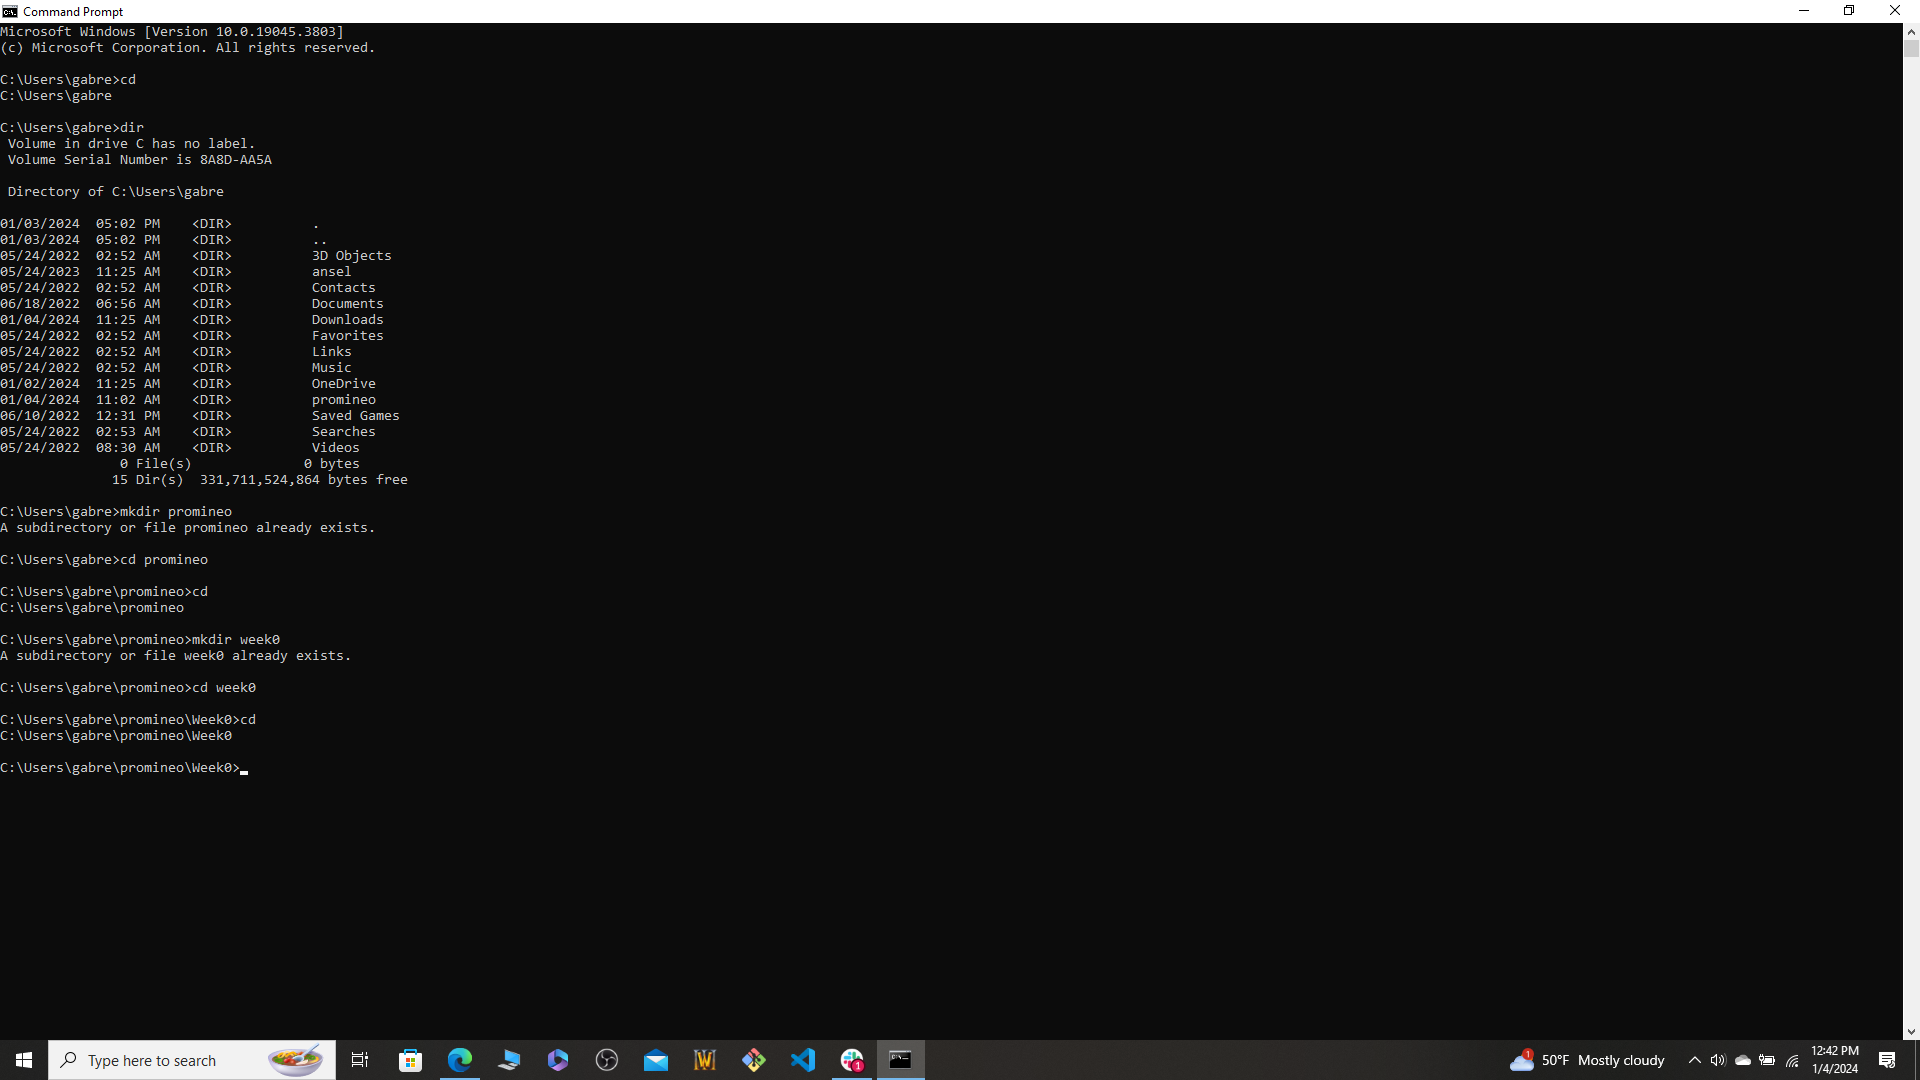 Command Prompt
Microsoft Windows [Version 10.0.19045.3803]
(c) Microsoft Corporation. All rights reserved.
C:\Users\gabre>cd
C:\Users\gabre
C:\Users\gabre>dir
Volume in drive C has no label.
Volume Serial Number is 8A8D-AA5A
Directory of C:\Users\gabre
01/03/2024  05:02 PM    <DIR>          .
01/03/2024  05:02 PM    <DIR>          ..
05/24/2022  02:52 AM    <DIR>          3D Objects
05/24/2023  11:25 AM    <DIR>          ansel
05/24/2022  02:52 AM    <DIR>          Contacts
06/18/2022  06:56 AM    <DIR>          Documents
01/04/2024  11:25 AM    <DIR>          Downloads
05/24/2022  02:52 AM    <DIR>          Favorites
05/24/2022  02:52 AM    <DIR>          Links
05/24/2022  02:52 AM    <DIR>          Music
01/02/2024  11:25 AM    <DIR>          OneDrive
01/04/2024  11:02 AM    <DIR>          promineo
06/10/2022  12:31 PM    <DIR>          Saved Games
05/24/2022  02:53 AM    <DIR>          Searches
05/24/2022  08:30 AM    <DIR>          Videos
0 File(s)              0 bytes
15 Dir(s)  331,711,524,864 bytes free
C:\Users\gabre>mkdir promineo
A subdirectory or file promineo already exists.
C:\Users\gabre>cd promineo
C:\Users\gabre\promineo>cd
C:\Users\gabre\promineo
C:\Users\gabre\promineo>mkdir week0
A subdirectory or file week0 already exists.
C:\Users\gabre\promineo>cd week0
C:\Users\gabre\promineo\Week0>cd
C:\Users\gabre\promineo\Week0
C:\Users\gabre\promineo\Week0>
Type here to search
1
1
50°F Mostly cloudy
12:42 PM
1/4/2024